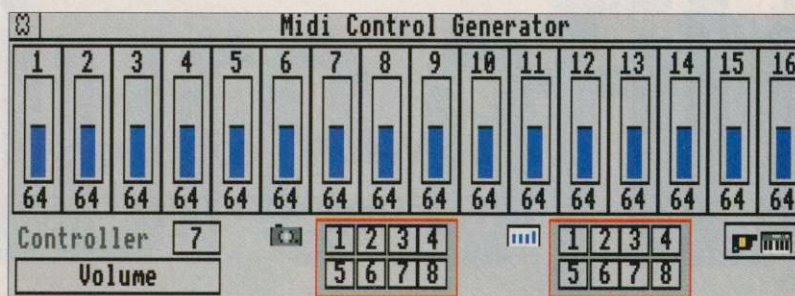 Midi Control Generator
1 2 3 4 5 6 7 8 9 10 11 12 13 14 15 16
64 64 64 64 64 64 64 64 64 64 64 64 64 64 64 64
Controller 7 1 2 3 4 1 2 3 4
Volume 5 6 7 8 5 6 7 8